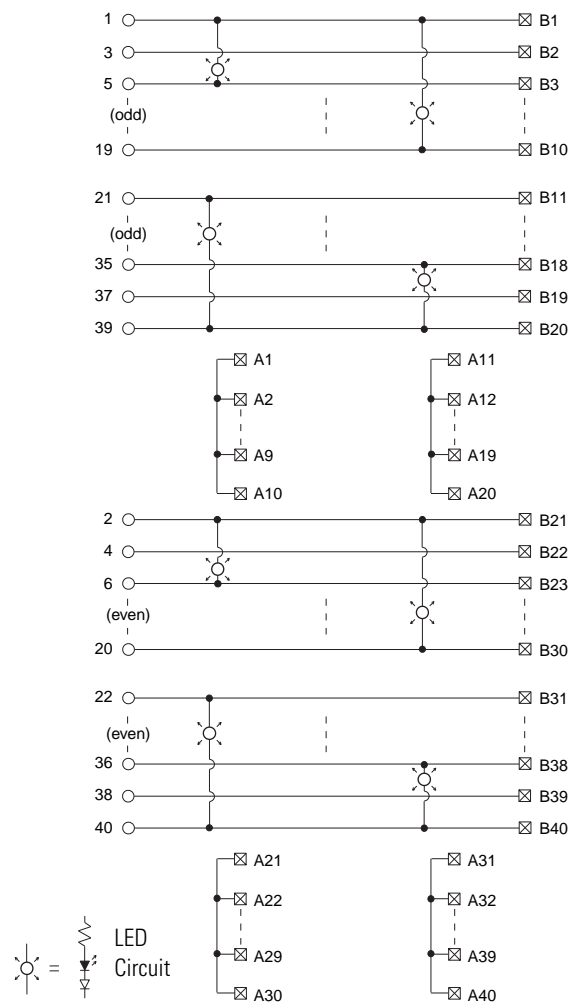 1 B1
3 B2
5 B3
(odd)
19 B10
21 B11
(odd)
35 B18
37 B19
39 B20
A1 A11
A2 A12
A9 A19
A10 A20
2 B21
4 B22
6 B23
(even)
20 B30
22 B31
(even)
36 B38
38 B39
40 B40
A21 A31
A22 A32
A29 A39
A30 A40
= LED
Circuit